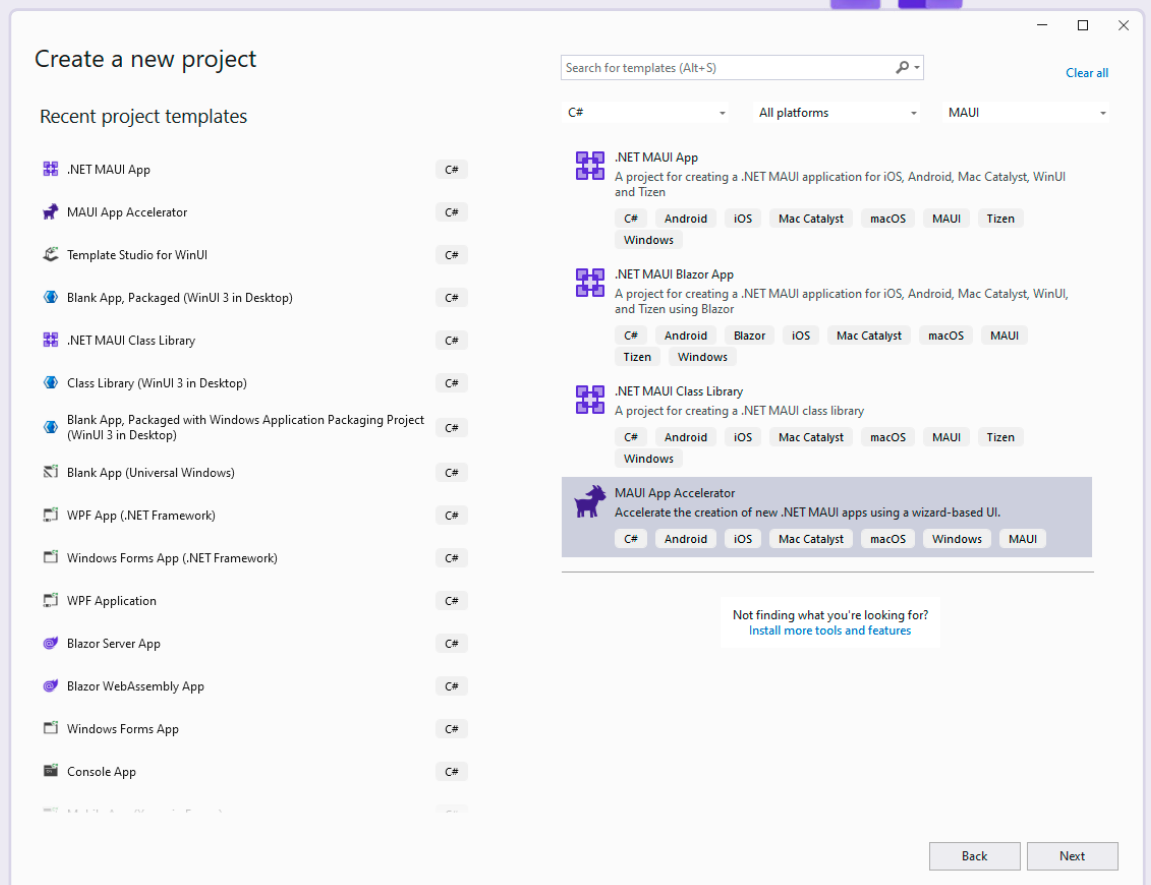 Create a new project
Recent project templates
.NET MAUI App C#
MAUI App Accelerator C#
Template Studio for WinUI C#
Blank App, Packaged (WinUI 3 in Desktop) C#
.NET MAUI Class Library C#
Class Library (WinUI 3 in Desktop) C#
Blank App, Packaged with Windows Application Packaging Project
(WinUI 3 in Desktop) C#
Blank App (Universal Windows) C#
WPF App (.NET Framework) C#
Windows Forms App (.NET Framework) C#
WPF Application C#
Blazor Server App C#
Blazor WebAssembly App C#
Windows Forms App C#
Console App C#
Search for templates (Alt+S)
Clear all
C# All platforms MAUI
.NET MAUI App
A project for creating a .NET MAUI application for iOS, Android, Mac Catalyst, WinUI
and Tizen
C# Android iOS Mac Catalyst macOS MAUI Tizen
Windows
.NET MAUI Blazor App
A project for creating a .NET MAUI application for iOS, Android, Mac Catalyst, WinUI,
and Tizen using Blazor
C# Android Blazor iOS Mac Catalyst macOS MAUI
Tizen Windows
.NET MAUI Class Library
A project for creating a .NET MAUI class library
C# Android iOS Mac Catalyst macOS MAUI Tizen
Windows
MAUI App Accelerator
Accelerate the creation of new .NET MAUI apps using a wizard-based UI.
C# Android iOS Mac Catalyst macOS Windows MAUI
Not finding what you're looking for?
Install more tools and features
Back Next